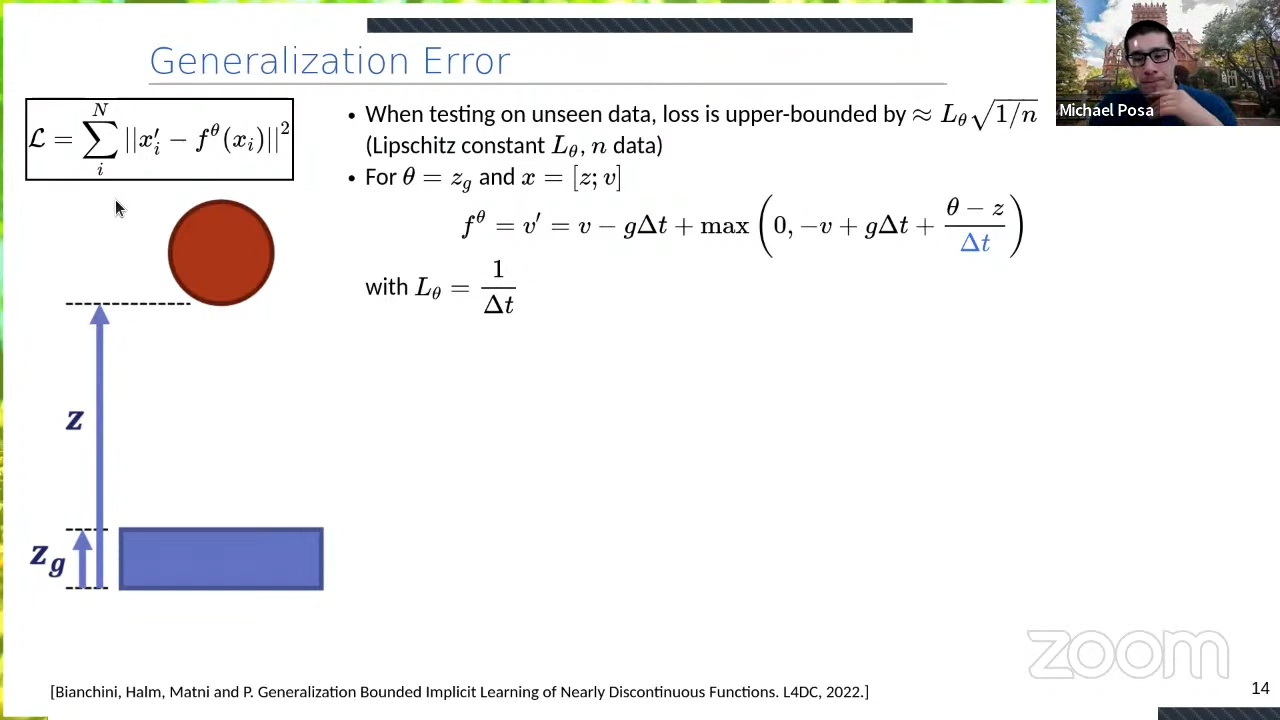 Generalization Error
Michael Posa
ℒ = ∑_i^N ||x′_i − f^θ(x_i)||²
• When testing on unseen data, loss is upper-bounded by ≈ L_θ√(1/n)
(Lipschitz constant L_θ, n data)
• For θ = z_g and x = [z; v]
f^θ = v′ = v − gΔt + max(0, −v + gΔt + (θ − z)/Δt)
with L_θ = 1/Δt
z
z_g
zoom
[Bianchini, Halm, Matni and P. Generalization Bounded Implicit Learning of Nearly Discontinuous Functions. L4DC, 2022.]
14